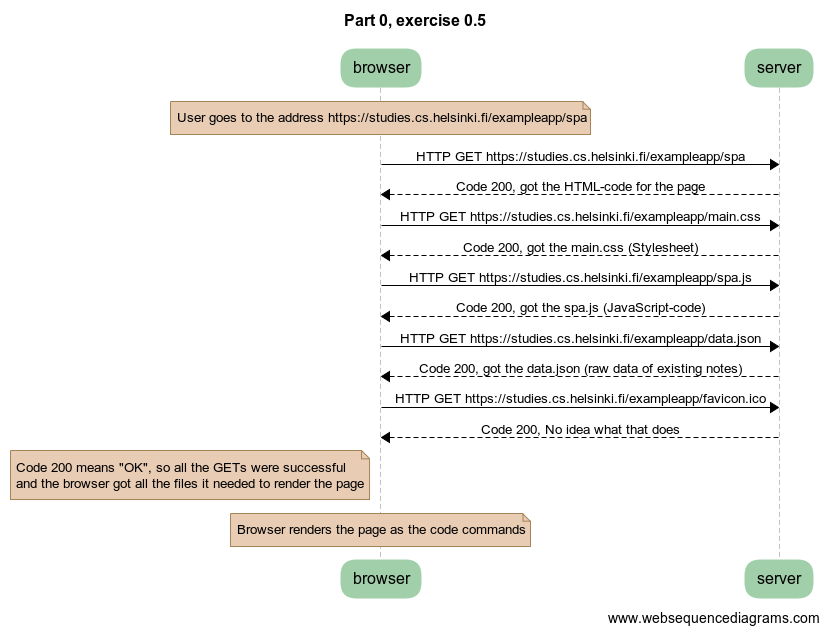 Part 0, exercise 0.5
browser
server
User goes to the address https://studies.cs.helsinki.fi/exampleapp/spa
HTTP GET https://studies.cs.helsinki.fi/exampleapp/spa
Code 200, got the HTML-code for the page
HTTP GET https://studies.cs.helsinki.fi/exampleapp/main.css
Code 200, got the main.css (Stylesheet)
HTTP GET https://studies.cs.helsinki.fi/exampleapp/spa.js
Code 200, got the spa.js (JavaScript-code)
HTTP GET https://studies.cs.helsinki.fi/exampleapp/data.json
Code 200, got the data.json (raw data of existing notes)
HTTP GET https://studies.cs.helsinki.fi/exampleapp/favicon.ico
Code 200, No idea what that does
Code 200 means "OK", so all the GETs were successful
and the browser got all the files it needed to render the page
Browser renders the page as the code commands
browser
server
www.websequencediagrams.com